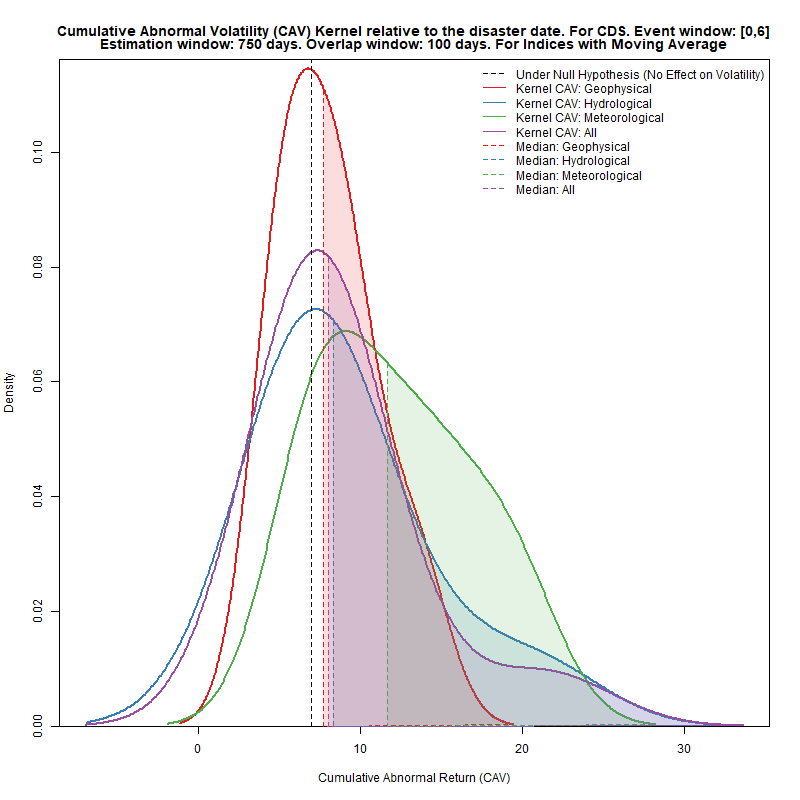 Cumulative Abnormal Volatility (CAV) Kernel relative to the disaster date. For CDS. Event window: [0,6]
Estimation window: 750 days. Overlap window: 100 days. For Indices with Moving Average
Under Null Hypothesis (No Effect on Volatility)
Kernel CAV: Geophysical
Kernel CAV: Hydrological
Kernel CAV: Meteorological
Kernel CAV: All
Median: Geophysical
Median: Hydrological
Median: Meteorological
Median: All
Density
0.10
0.08
0.06
0.04
0.02
0.00
0
10
20
30
Cumulative Abnormal Return (CAV)